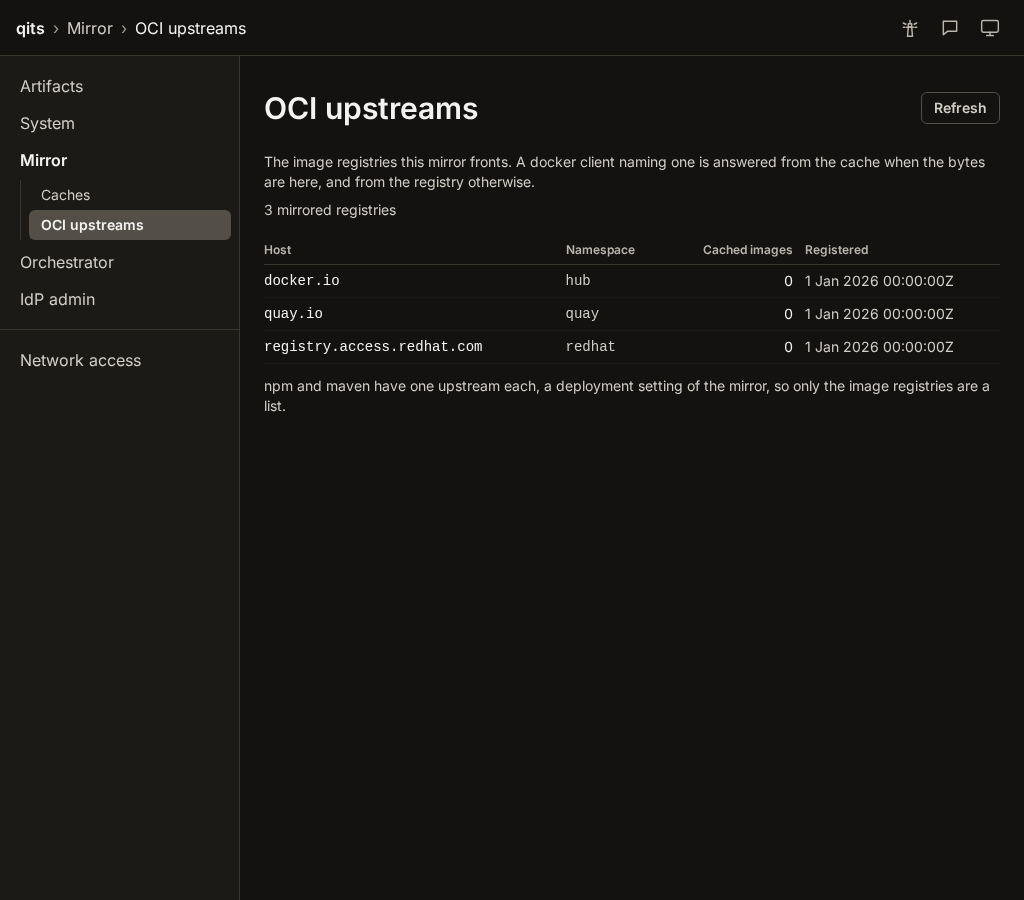 qits › Mirror › OCI upstreams
Artifacts
System
Mirror
Caches
OCI upstreams
Orchestrator
IdP admin
Network access
OCI upstreams
Refresh
The image registries this mirror fronts. A docker client naming one is answered from the cache when the bytes
are here, and from the registry otherwise.
3 mirrored registries
Host Namespace Cached images Registered
docker.io hub 0 1 Jan 2026 00:00:00Z
quay.io quay 0 1 Jan 2026 00:00:00Z
registry.access.redhat.com redhat 0 1 Jan 2026 00:00:00Z
npm and maven have one upstream each, a deployment setting of the mirror, so only the image registries are a
list.